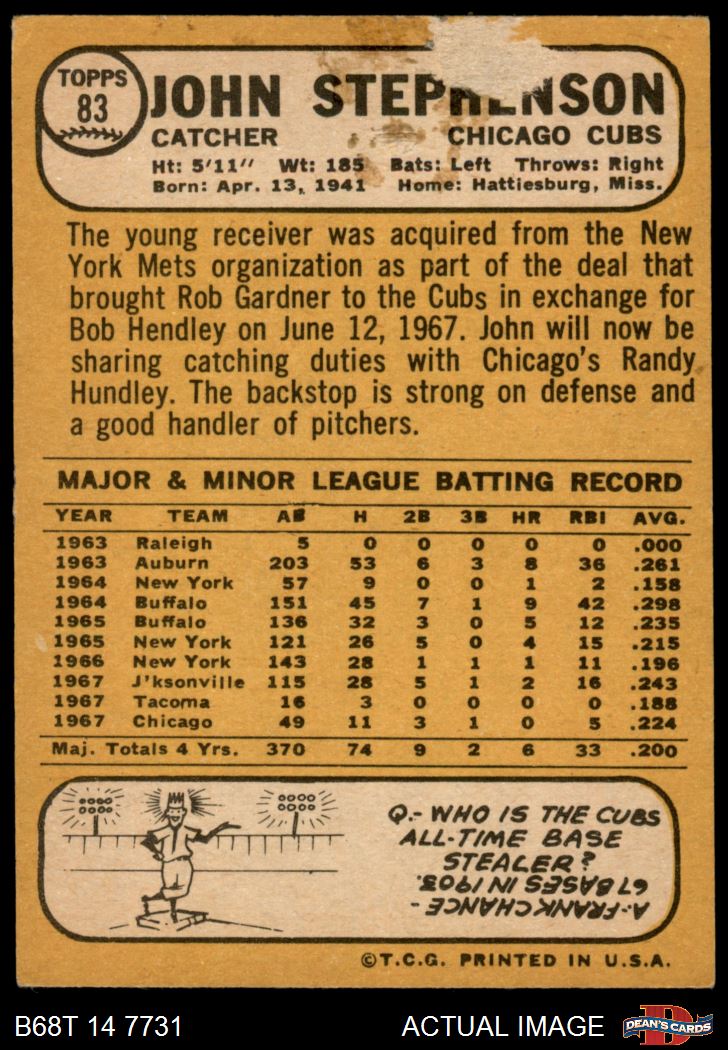 TOPPS
83
JOHN STEPHENSON
CATCHER CHICAGO CUBS
Ht: 5'11" Wt: 185 Bats: Left Throws: Right
Born: Apr. 13, 1941 Home: Hattiesburg, Miss.
The young receiver was acquired from the New
York Mets organization as part of the deal that
brought Rob Gardner to the Cubs in exchange for
Bob Hendley on June 12, 1967. John will now be
sharing catching duties with Chicago's Randy
Hundley. The backstop is strong on defense and
a good handler of pitchers.
MAJOR & MINOR LEAGUE BATTING RECORD
YEAR TEAM AB H 2B 3B HR RBI AVG.
1963 Raleigh 5 0 0 0 0 0 .000
1963 Auburn 203 53 6 3 8 36 .261
1964 New York 57 9 0 0 1 2 .158
1964 Buffalo 151 45 7 1 9 42 .298
1965 Buffalo 136 32 3 0 5 12 .235
1965 New York 121 26 5 0 4 15 .215
1966 New York 143 28 1 1 1 11 .196
1967 J'ksonville 115 28 5 1 2 16 .243
1967 Tacoma 16 3 0 0 0 0 .188
1967 Chicago 49 11 3 1 0 5 .224
Maj. Totals 4 Yrs. 370 74 9 2 6 33 .200
Q.- WHO IS THE CUBS
ALL-TIME BASE
STEALER?
A.- FRANK CHANCE -
67 BASES IN 1903.
©T.C.G. PRINTED IN U.S.A.
B68T 14 7731 ACTUAL IMAGE
D
DEAN'S CARDS